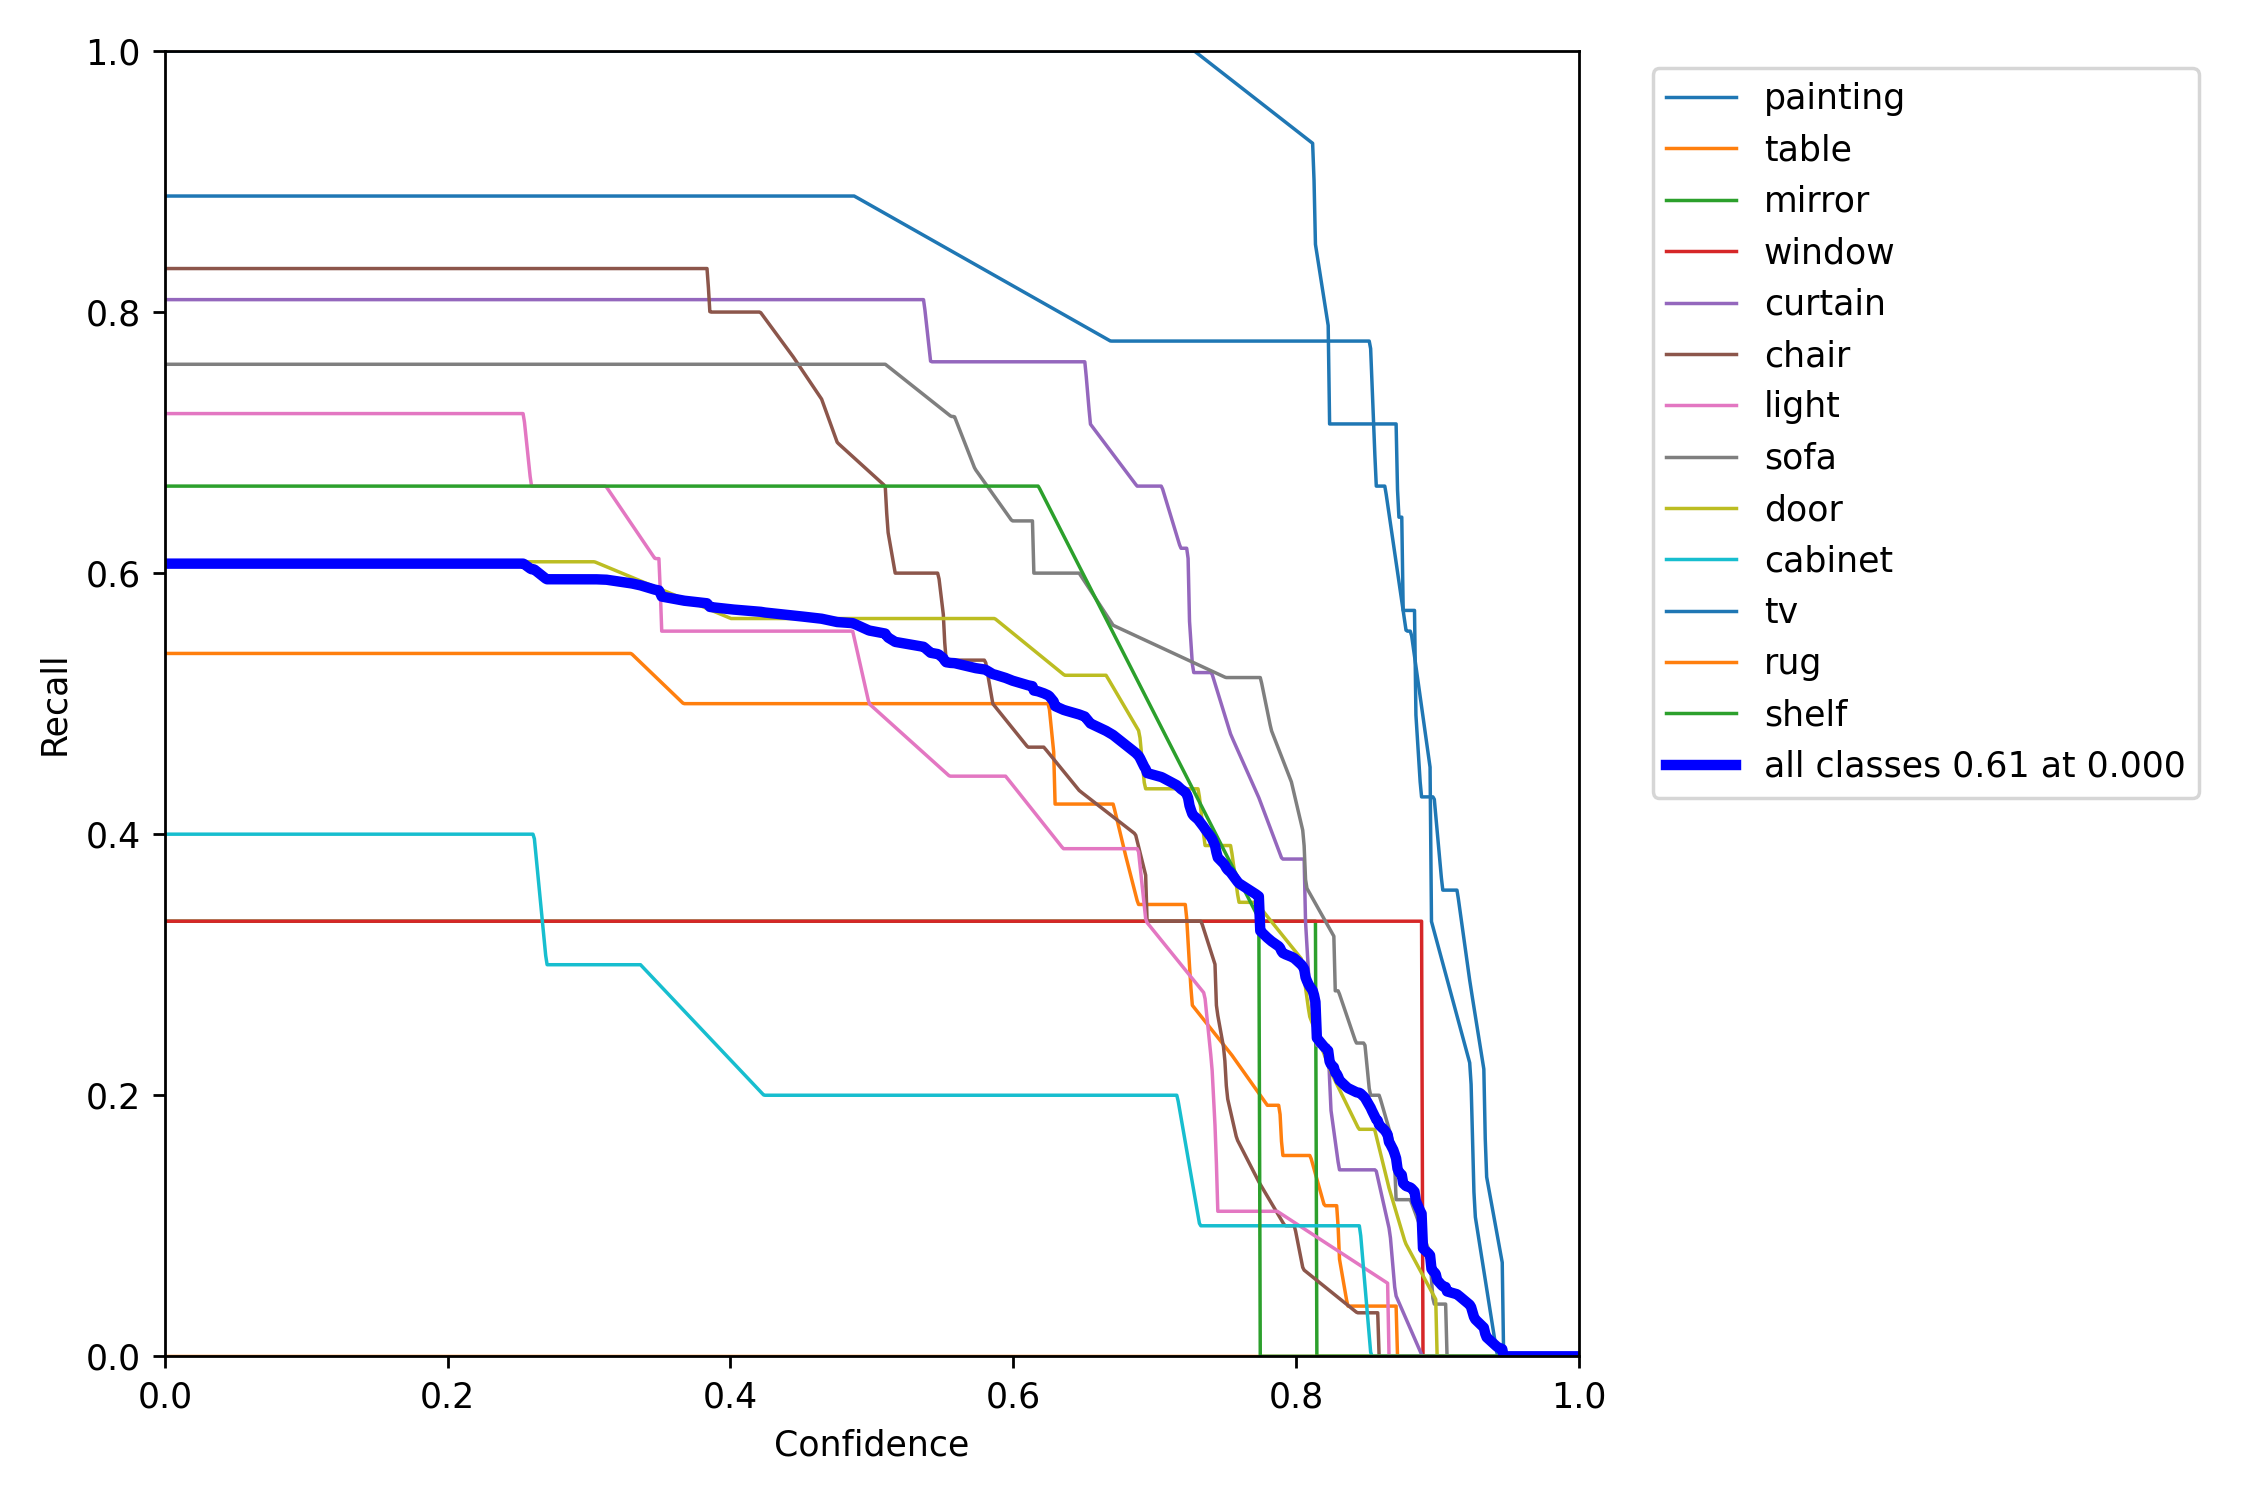 1.0
0.8
0.6
0.4
0.2
0.0
Recall
0.0 0.2 0.4 0.6 0.8 1.0
Confidence
painting
table
mirror
window
curtain
chair
light
sofa
door
cabinet
tv
rug
shelf
all classes 0.61 at 0.000